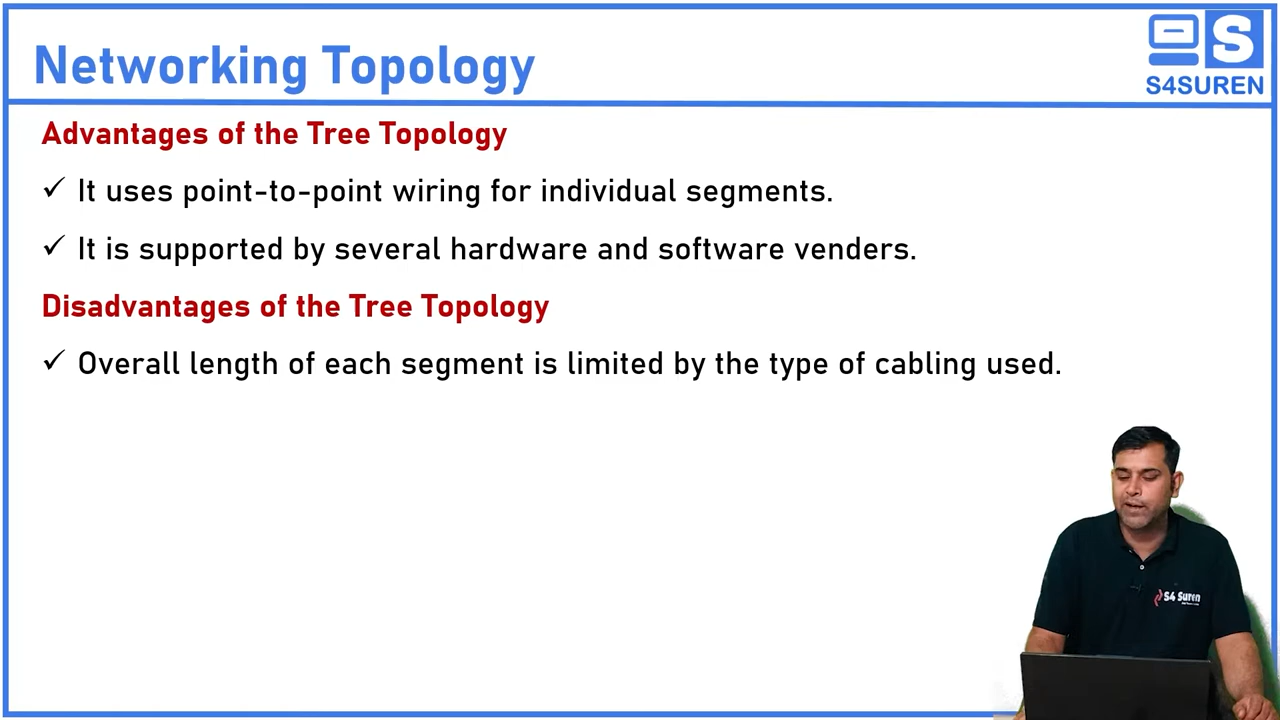 Networking Topology
S
S4SUREN
Advantages of the Tree Topology
✓ It uses point-to-point wiring for individual segments.
✓ It is supported by several hardware and software venders.
Disadvantages of the Tree Topology
✓ Overall length of each segment is limited by the type of cabling used.
S4 Suren